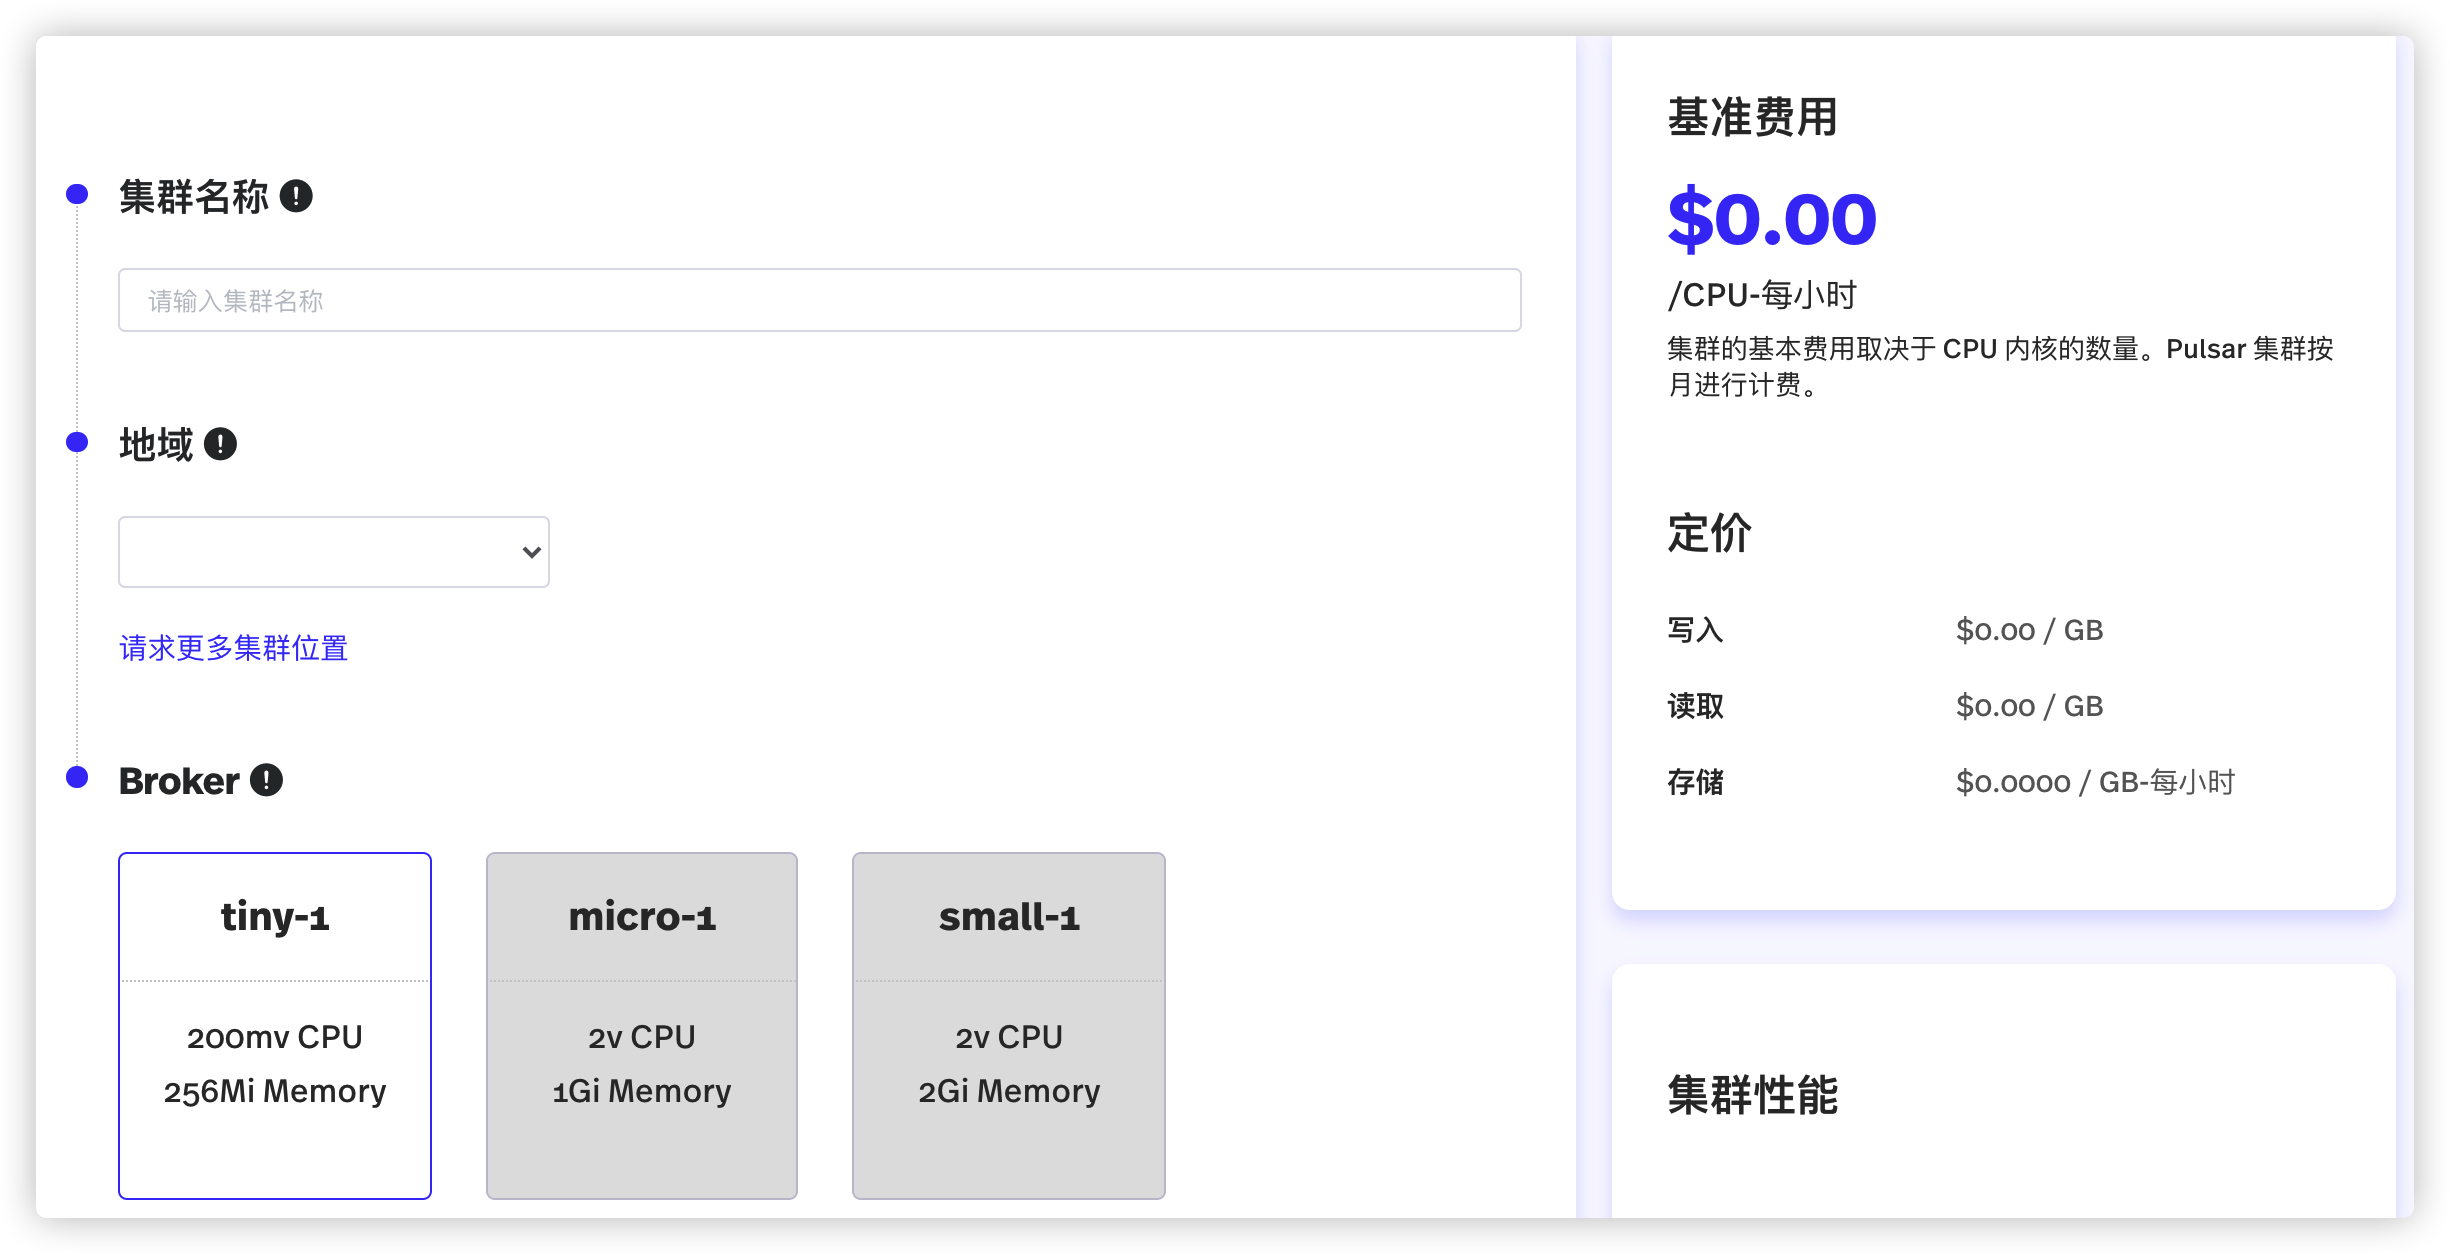 集群名称
请输入集群名称
地域
请求更多集群位置
Broker
tiny-1
200mv CPU
256Mi Memory
micro-1
2v CPU
1Gi Memory
small-1
2v CPU
2Gi Memory
基准费用
$0.00
/CPU-每小时
集群的基本费用取决于 CPU 内核的数量。Pulsar 集群按
月进行计费。
定价
写入 $0.00 / GB
读取 $0.00 / GB
存储 $0.0000 / GB-每小时
集群性能